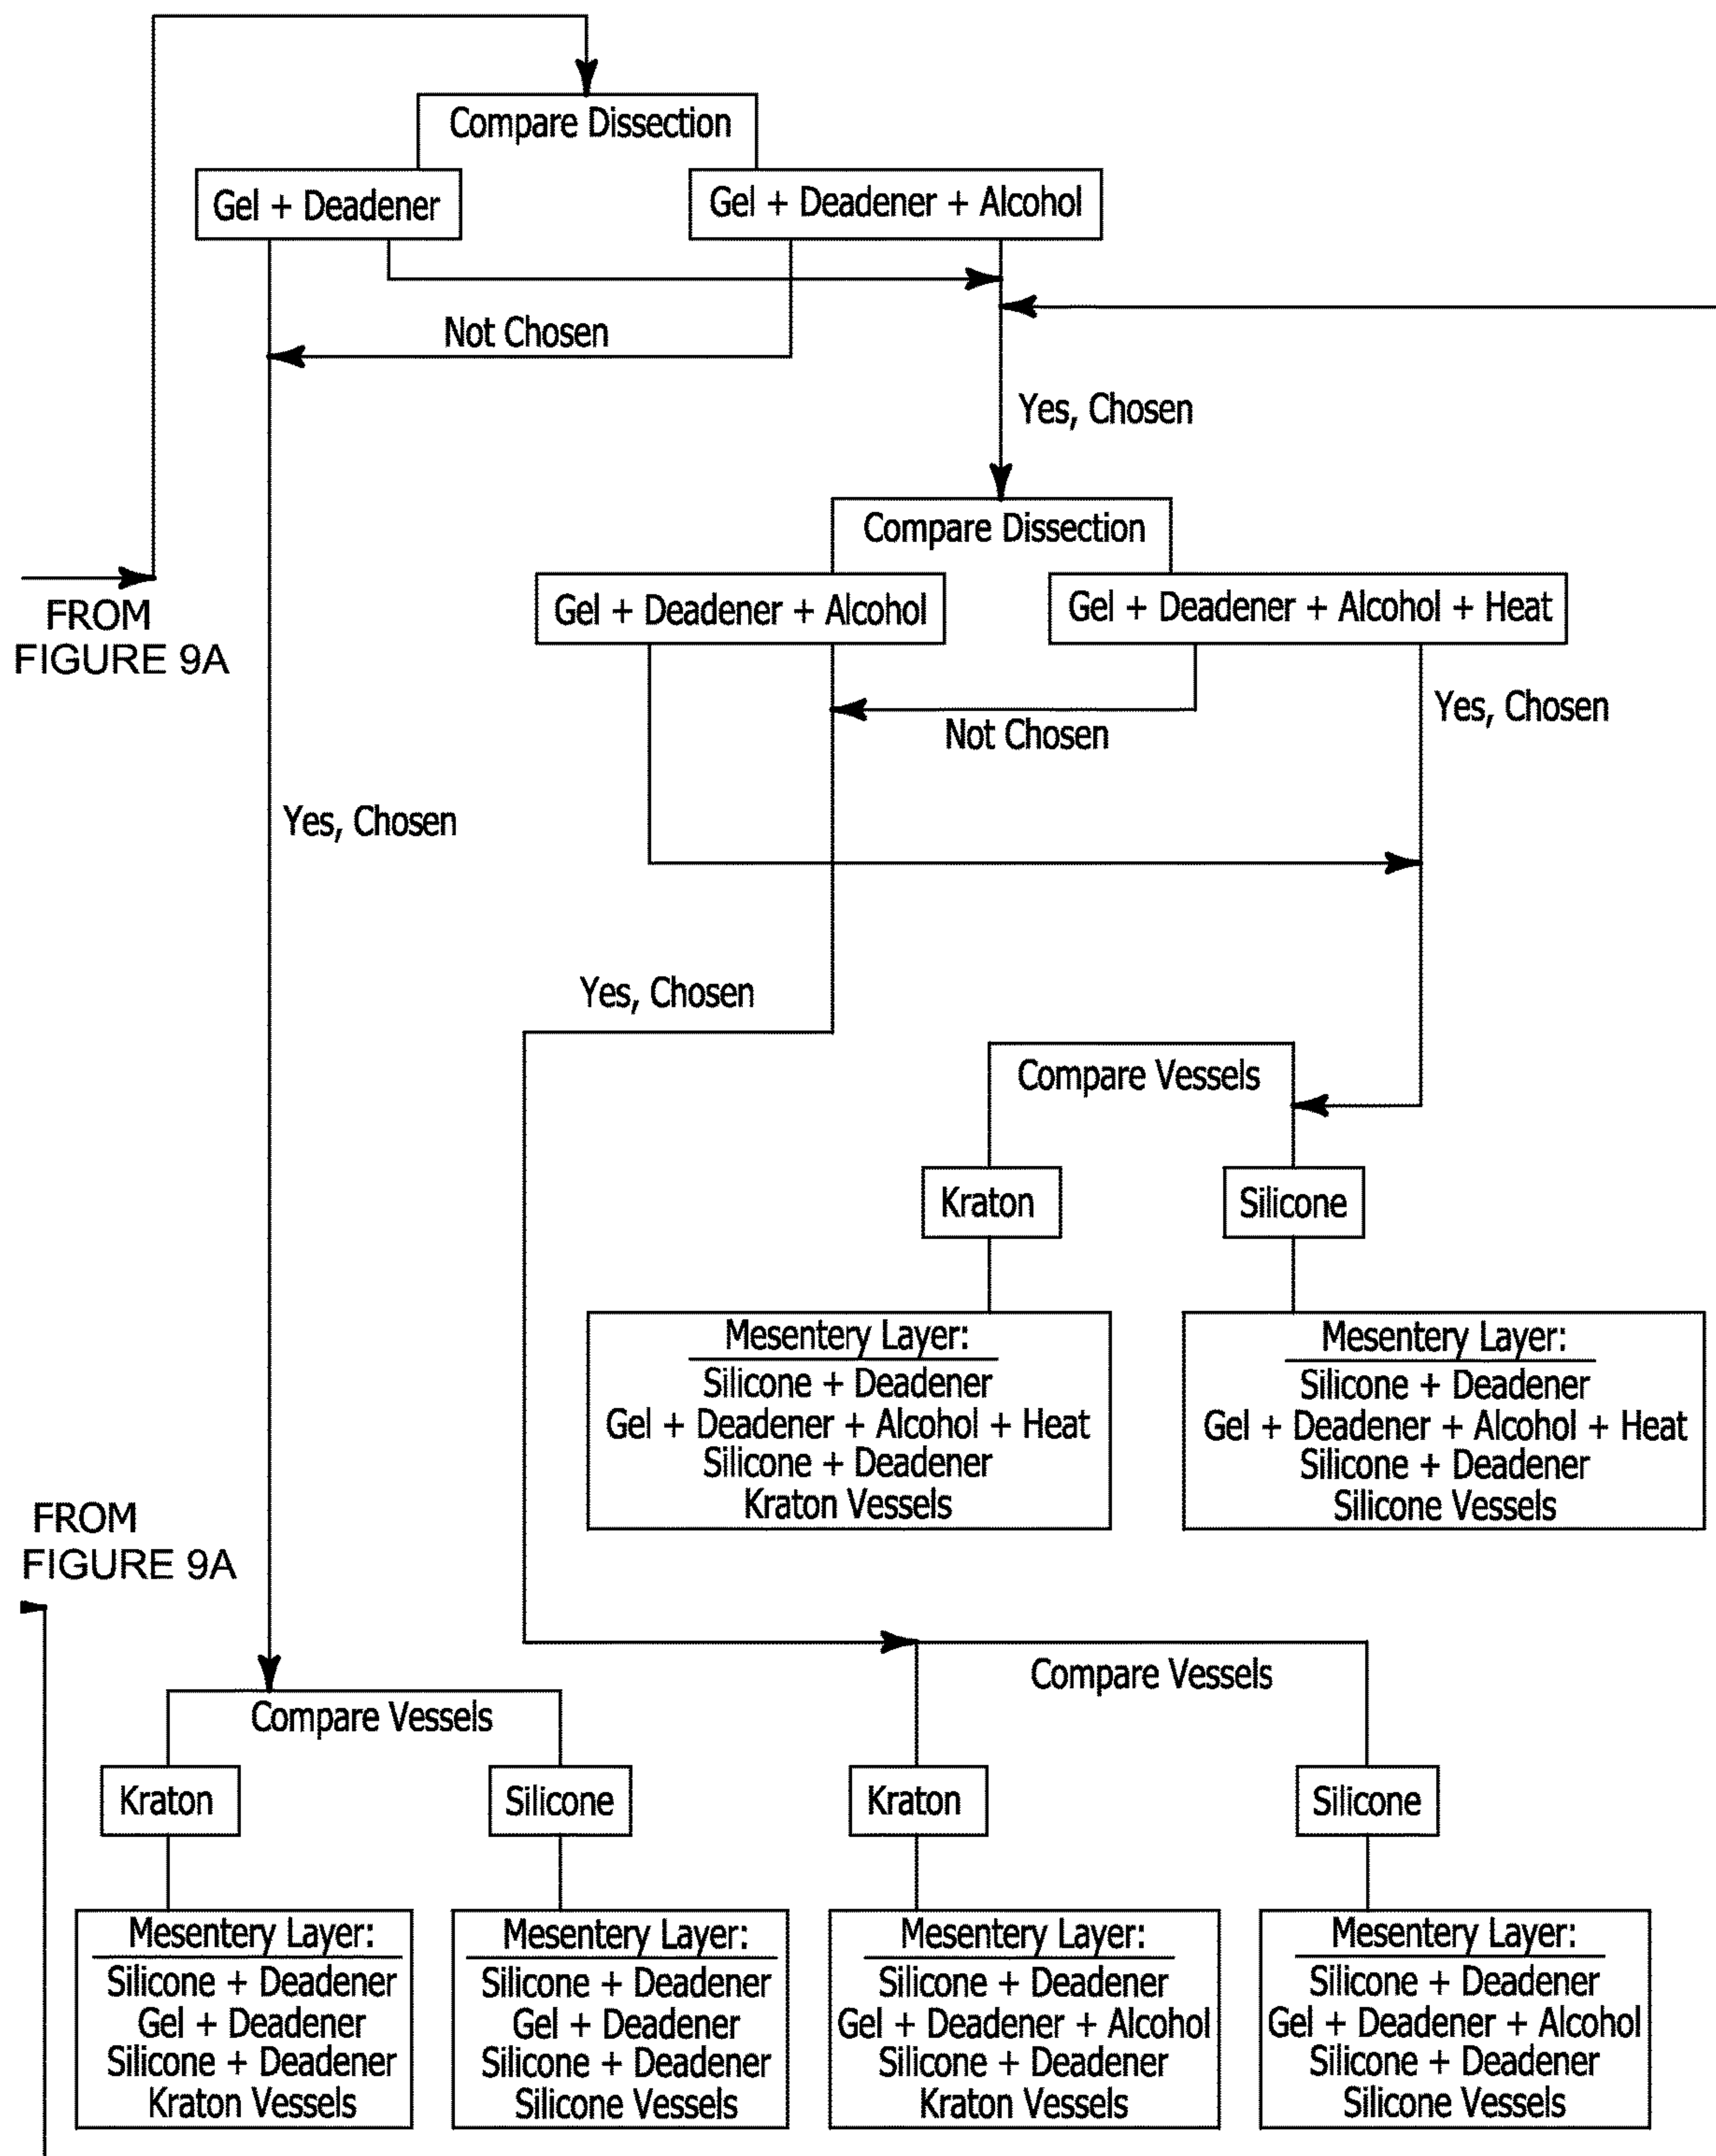 Compare Dissection
Gel + Deadener
Gel + Deadener + Alcohol
Not Chosen
Yes, Chosen
Compare Dissection
FROM
FIGURE 9A
Gel + Deadener + Alcohol
Gel + Deadener + Alcohol + Heat
Yes, Chosen
Not Chosen
Yes, Chosen
Yes, Chosen
Compare Vessels
Kraton
Silicone
Mesentery Layer:
Silicone + Deadener
Gel + Deadener + Alcohol + Heat
Silicone + Deadener
Kraton Vessels
Mesentery Layer:
Silicone + Deadener
Gel + Deadener + Alcohol + Heat
Silicone + Deadener
Silicone Vessels
FROM
FIGURE 9A
Compare Vessels
Compare Vessels
Kraton
Silicone
Kraton
Silicone
Mesentery Layer:
Silicone + Deadener
Gel + Deadener
Silicone + Deadener
Kraton Vessels
Mesentery Layer:
Silicone + Deadener
Gel + Deadener
Silicone + Deadener
Silicone Vessels
Mesentery Layer:
Silicone + Deadener
Gel + Deadener + Alcohol
Silicone + Deadener
Kraton Vessels
Mesentery Layer:
Silicone + Deadener
Gel + Deadener + Alcohol
Silicone + Deadener
Silicone Vessels